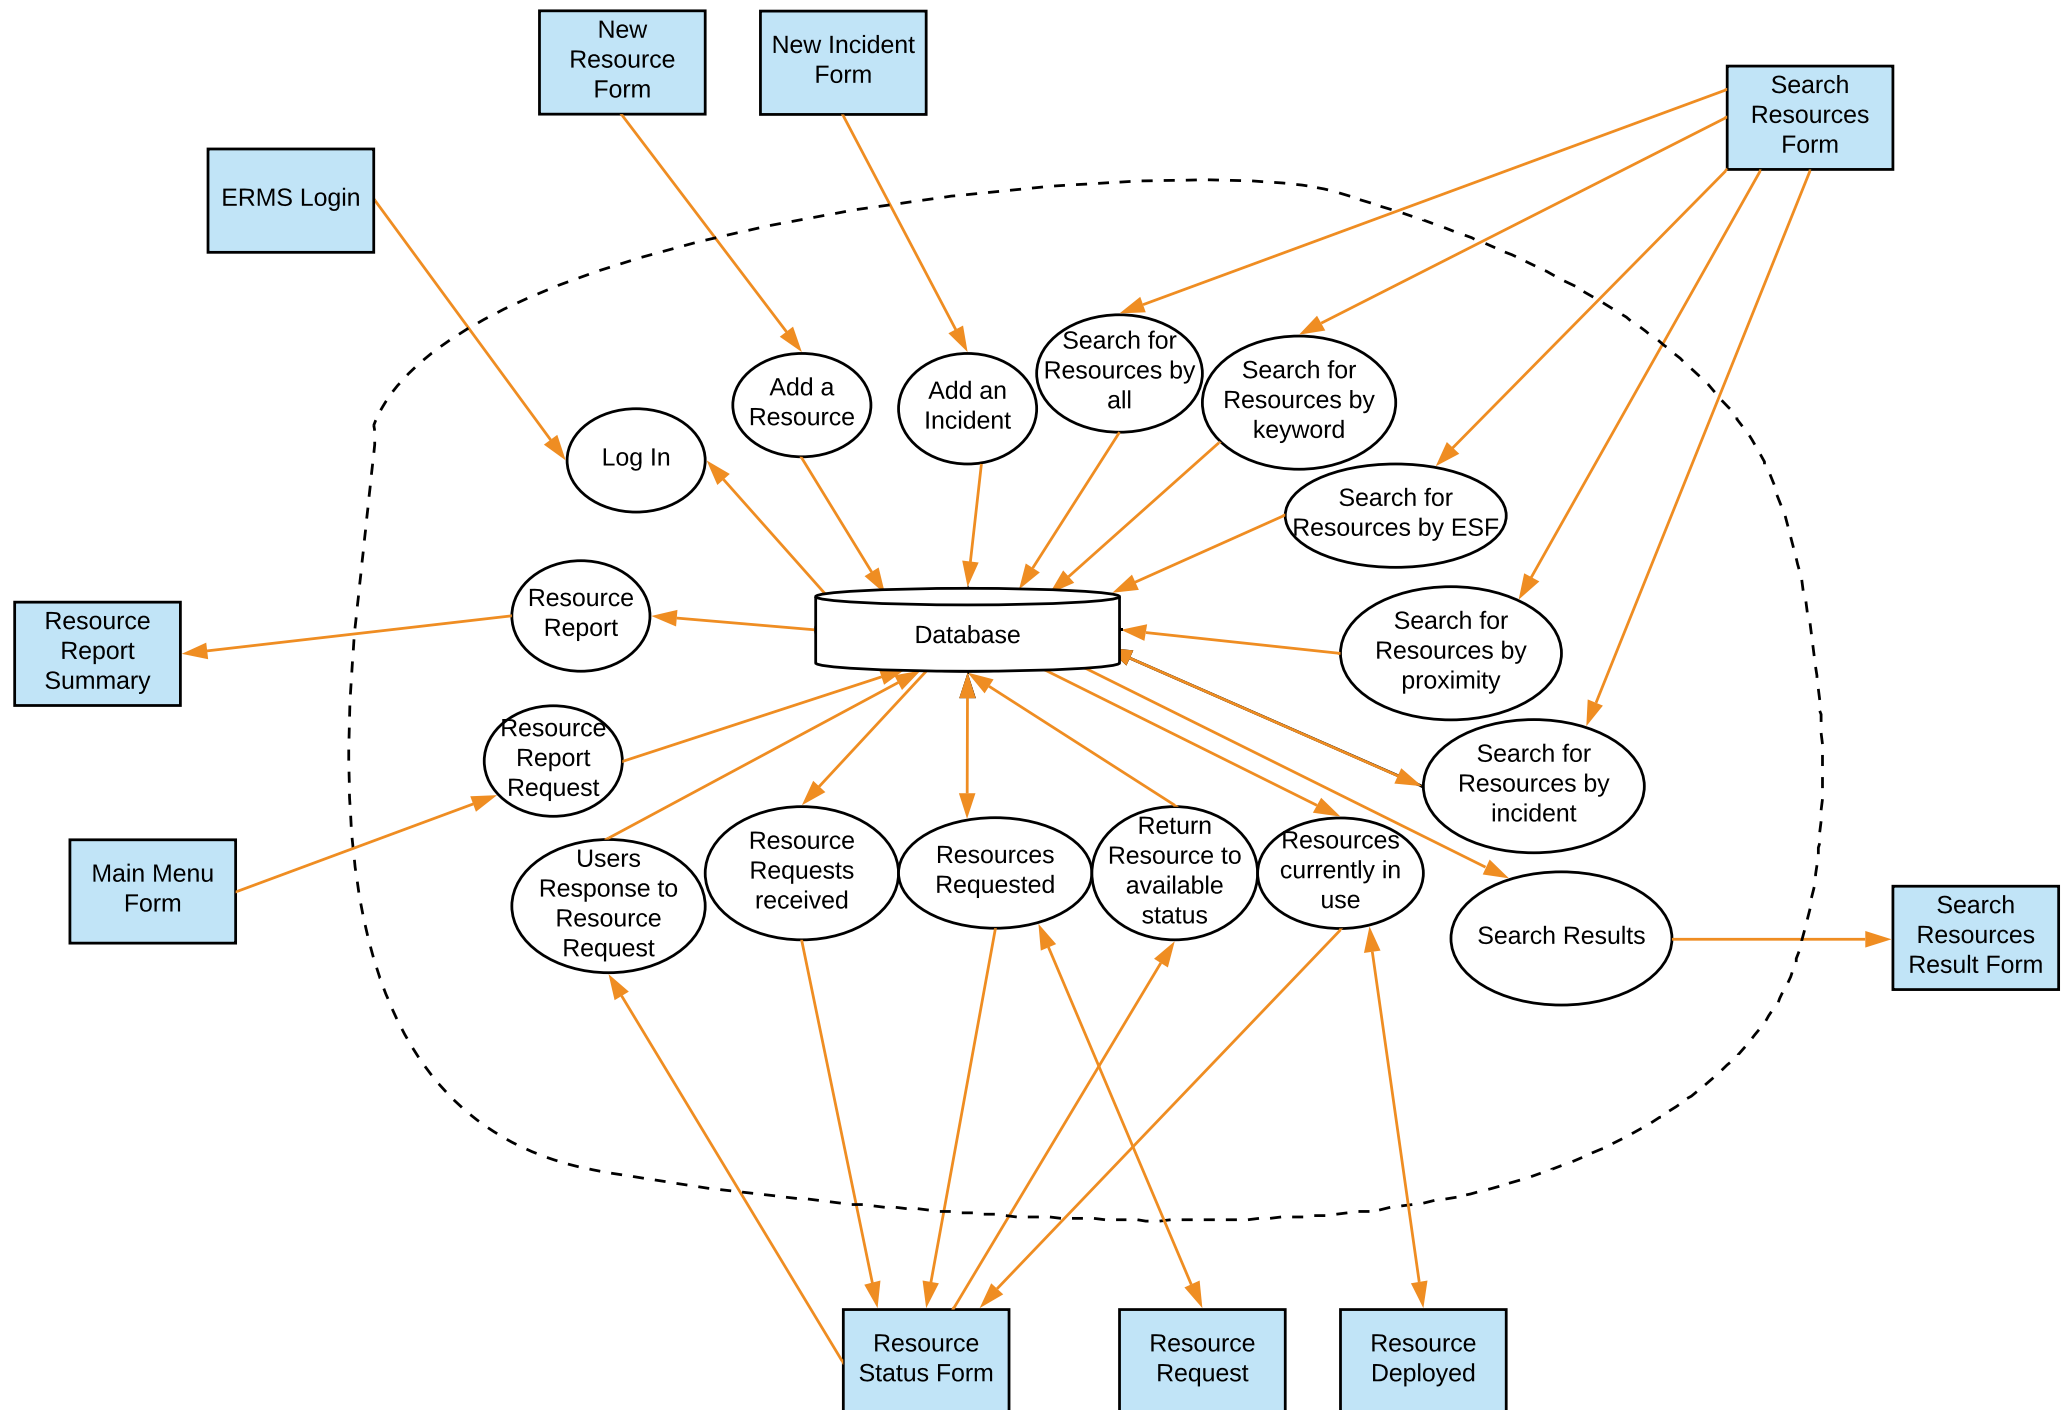 New
Resource
Form
New Incident
Form
Search
Resources
Form
ERMS Login
Add a
Resource
Add an
Incident
Search for
Resources by
all
Search for
Resources by
keyword
Log In
Search for
Resources by ESF
Resource
Report
Database
Search for
Resources by
proximity
Resource
Report
Summary
Resource
Report
Request
Search for
Resources by
incident
Main Menu
Form
Users
Response to
Resource
Request
Resource
Requests
received
Resources
Requested
Return
Resource to
available
status
Resources
currently in
use
Search Results
Search
Resources
Result Form
Resource
Status Form
Resource
Request
Resource
Deployed